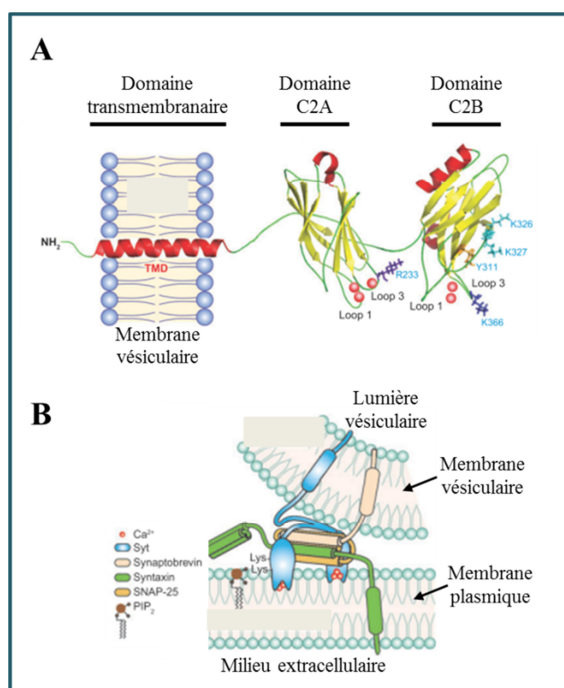 A
Domaine
transmembranaire
Domaine
C2A
Domaine
C2B
NH2
TMD
Membrane
vésiculaire
R233
Loop 3
Loop 1
K326
K327
Y311
Loop 3
Loop 1
K366
B
Lumière
vésiculaire
Membrane
vésiculaire
Ca2+
Syt
Synaptobrevin
Syntaxin
SNAP-25
PIP2
Lys
Lys
Membrane
plasmique
Milieu extracellulaire